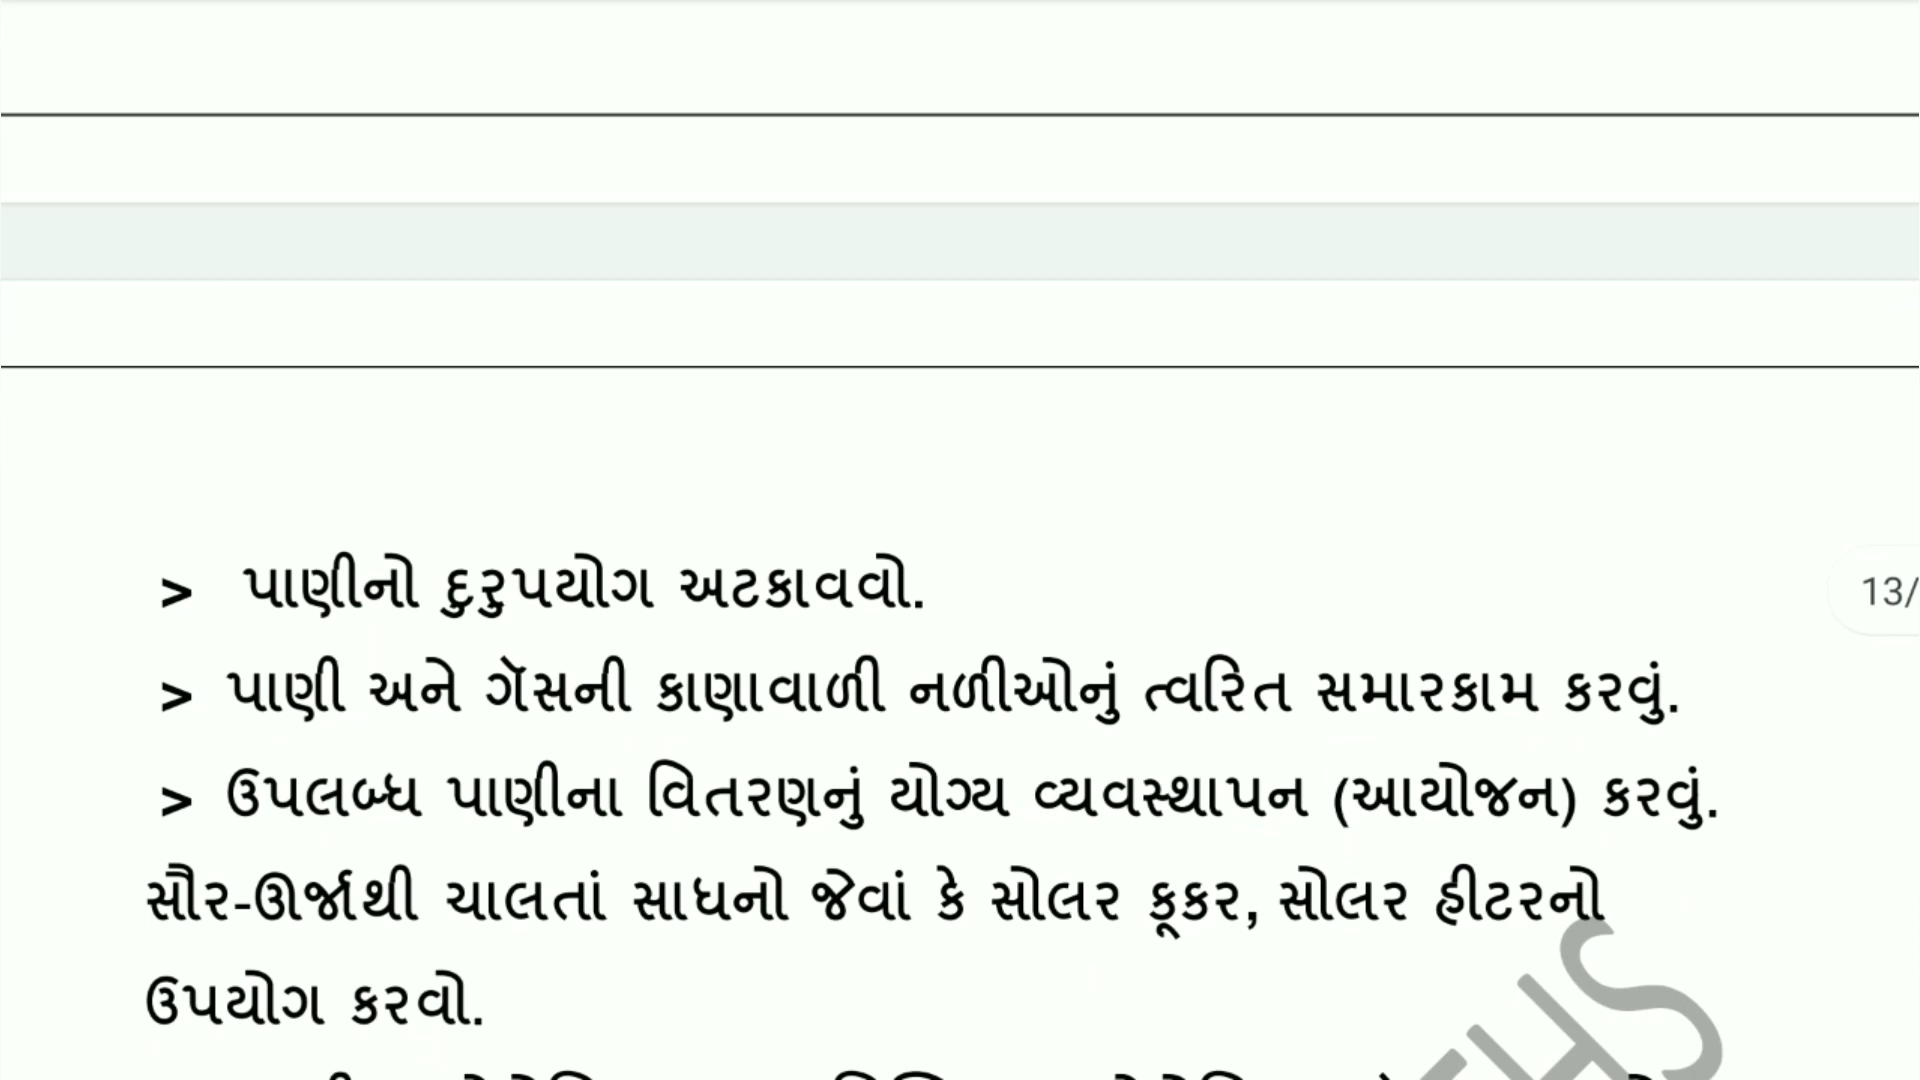 > પાણીનો દુરુપયોગ અટકાવવો.
13/
> પાણી અને ગૅસની કાણાવાળી નળીઓનું ત્વરિત સમારકામ કરવું.
> ઉપલબ્ધ પાણીના વિતરણનું યોગ્ય વ્યવસ્થાપન (આયોજન) કરવું.
સૌર-ઊર્જાથી ચાલતાં સાધનો જેવાં કે સોલર કૂકર, સોલર હીટરનો
ઉપયોગ કરવો.